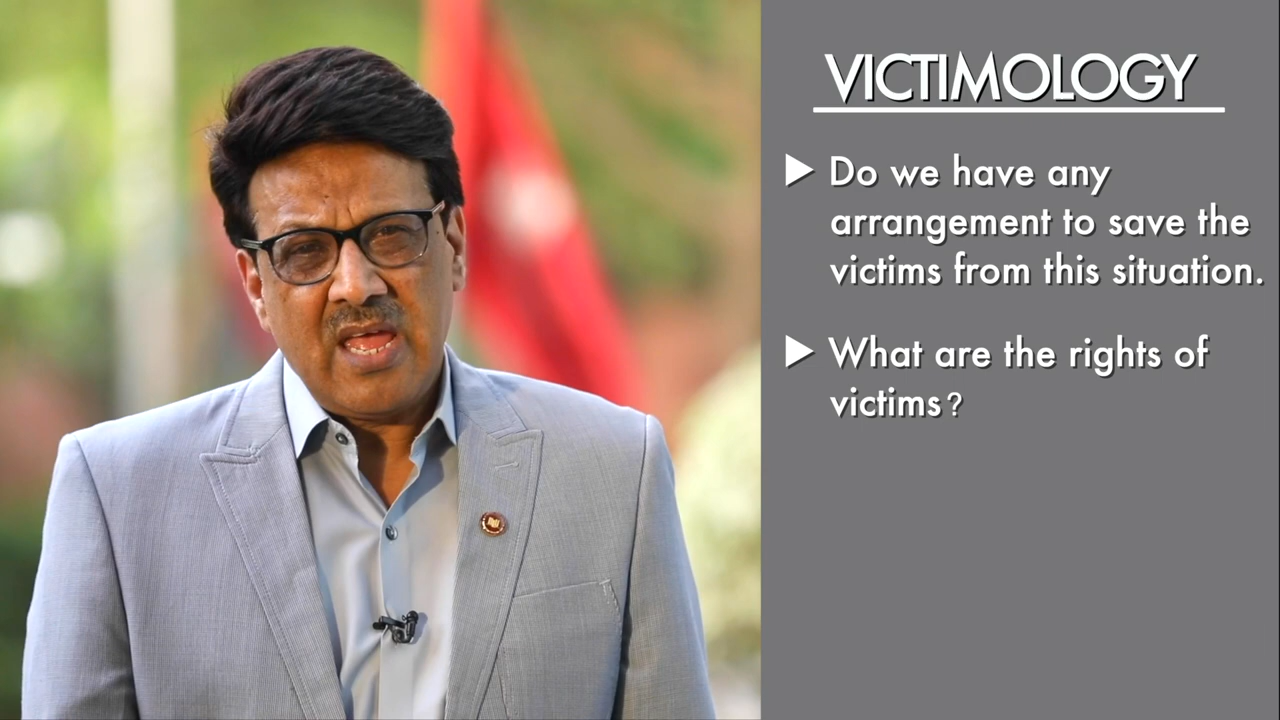 VICTIMOLOGY
▶ Do we have any
arrangement to save the
victims from this situation.
▶ What are the rights of
victims?